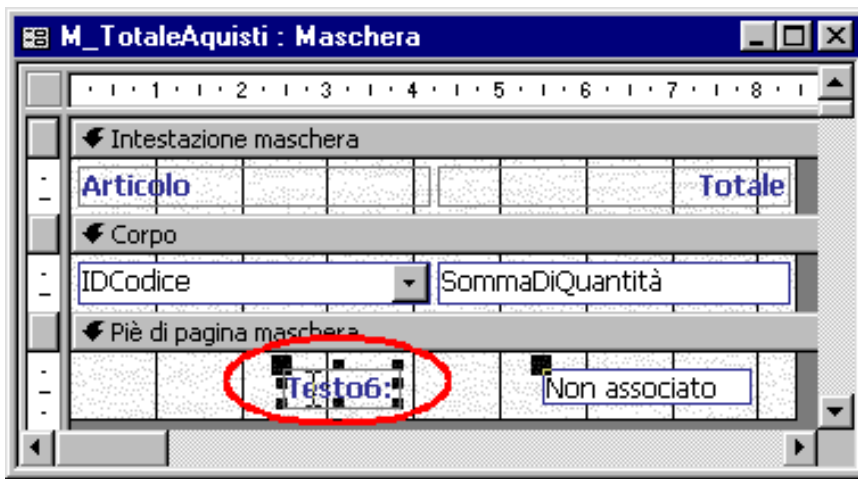 M_TotaleAquisti : Maschera
1 2 3 4 5 6 7 8
Intestazione maschera
Articolo Totale
Corpo
IDCodice SommaDiQuantità
Piè di pagina maschera
Testo6: Non associato